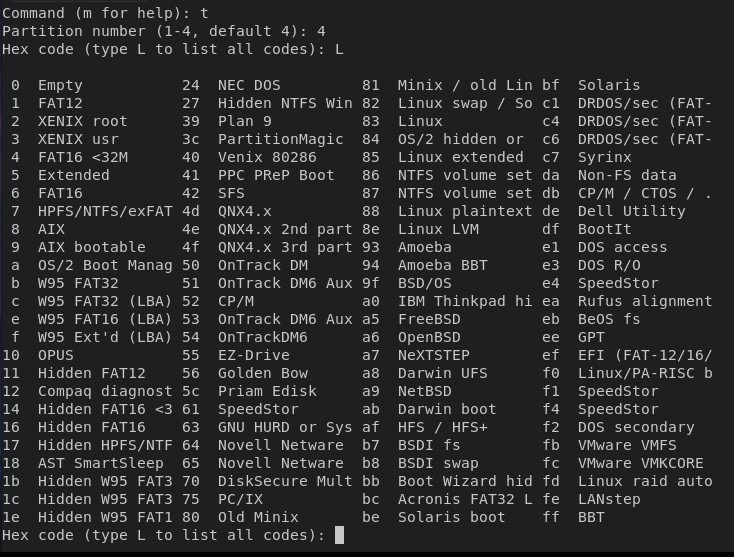 Command (m for help): t
Partition number (1-4, default 4): 4
Hex code (type L to list all codes): L
 0  Empty           24  NEC DOS         81  Minix / old Lin bf  Solaris
 1  FAT12           27  Hidden NTFS Win 82  Linux swap / So c1  DRDOS/sec (FAT-
 2  XENIX root      39  Plan 9          83  Linux           c4  DRDOS/sec (FAT-
 3  XENIX usr       3c  PartitionMagic  84  OS/2 hidden or  c6  DRDOS/sec (FAT-
 4  FAT16 <32M      40  Venix 80286     85  Linux extended  c7  Syrinx
 5  Extended        41  PPC PReP Boot   86  NTFS volume set da  Non-FS data
 6  FAT16           42  SFS             87  NTFS volume set db  CP/M / CTOS / .
 7  HPFS/NTFS/exFAT 4d  QNX4.x          88  Linux plaintext de  Dell Utility
 8  AIX             4e  QNX4.x 2nd part 8e  Linux LVM       df  BootIt
 9  AIX bootable    4f  QNX4.x 3rd part 93  Amoeba          e1  DOS access
 a  OS/2 Boot Manag 50  OnTrack DM      94  Amoeba BBT      e3  DOS R/O
 b  W95 FAT32       51  OnTrack DM6 Aux 9f  BSD/OS          e4  SpeedStor
 c  W95 FAT32 (LBA) 52  CP/M            a0  IBM Thinkpad hi ea  Rufus alignment
 e  W95 FAT16 (LBA) 53  OnTrack DM6 Aux a5  FreeBSD         eb  BeOS fs
 f  W95 Ext'd (LBA) 54  OnTrackDM6      a6  OpenBSD         ee  GPT
10  OPUS            55  EZ-Drive        a7  NeXTSTEP        ef  EFI (FAT-12/16/
11  Hidden FAT12    56  Golden Bow      a8  Darwin UFS      f0  Linux/PA-RISC b
12  Compaq diagnost 5c  Priam Edisk     a9  NetBSD          f1  SpeedStor
14  Hidden FAT16 <3 61  SpeedStor       ab  Darwin boot     f4  SpeedStor
16  Hidden FAT16    63  GNU HURD or Sys af  HFS / HFS+      f2  DOS secondary
17  Hidden HPFS/NTF 64  Novell Netware  b7  BSDI fs         fb  VMware VMFS
18  AST SmartSleep  65  Novell Netware  b8  BSDI swap       fc  VMware VMKCORE
1b  Hidden W95 FAT3 70  DiskSecure Mult bb  Boot Wizard hid fd  Linux raid auto
1c  Hidden W95 FAT3 75  PC/IX           bc  Acronis FAT32 L fe  LANstep
1e  Hidden W95 FAT1 80  Old Minix       be  Solaris boot    ff  BBT
Hex code (type L to list all codes):